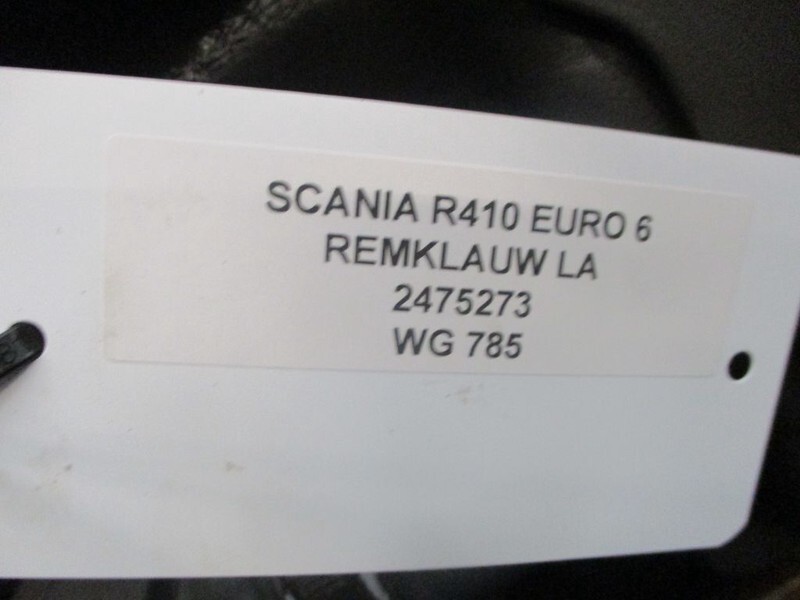 SCANIA R410 EURO 6
REMKLAUW LA
2475273
WG 785